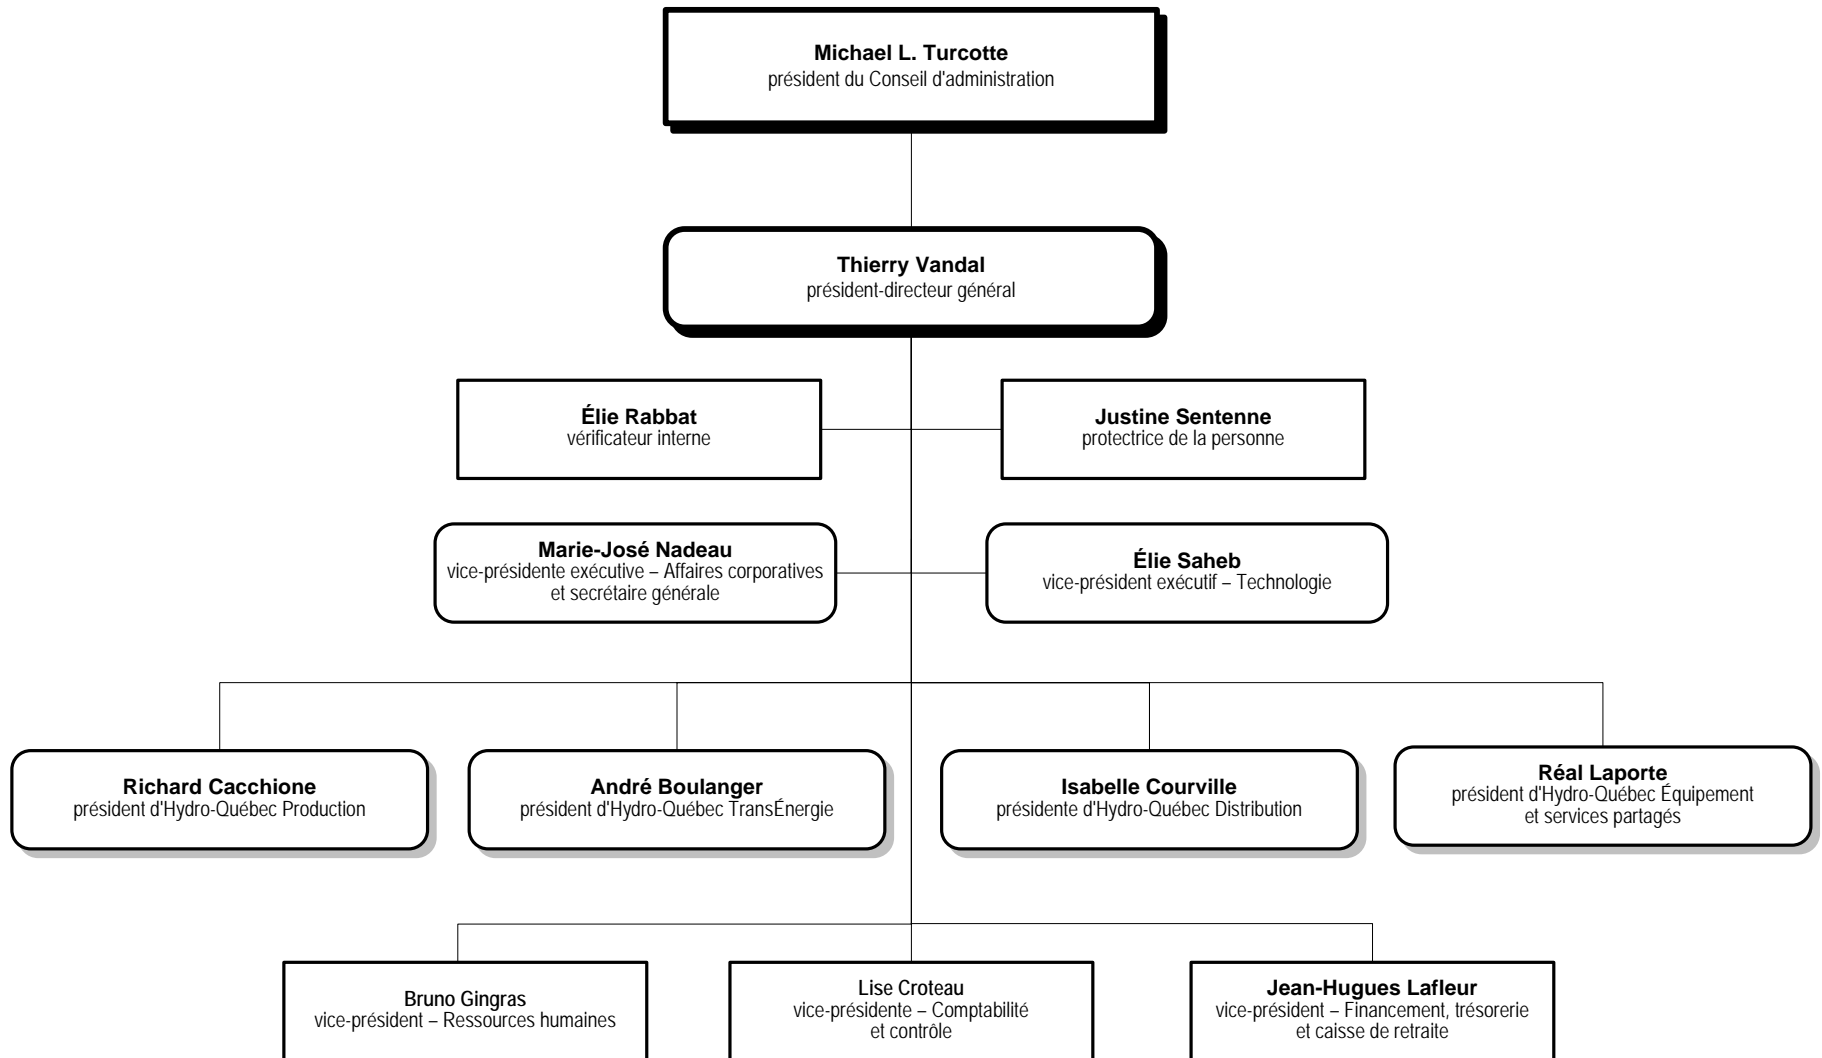 Michael L. Turcotte
président du Conseil d'administration
Thierry Vandal
président-directeur général
Élie Rabbat
vérificateur interne
Justine Sentenne
protectrice de la personne
Marie-José Nadeau
vice-présidente exécutive – Affaires corporatives
et secrétaire générale
Élie Saheb
vice-président exécutif – Technologie
Richard Cacchione
président d'Hydro-Québec Production
André Boulanger
président d'Hydro-Québec TransÉnergie
Isabelle Courville
présidente d'Hydro-Québec Distribution
Réal Laporte
président d'Hydro-Québec Équipement
et services partagés
Bruno Gingras
vice-président – Ressources humaines
Lise Croteau
vice-présidente – Comptabilité
et contrôle
Jean-Hugues Lafleur
vice-président – Financement, trésorerie
et caisse de retraite